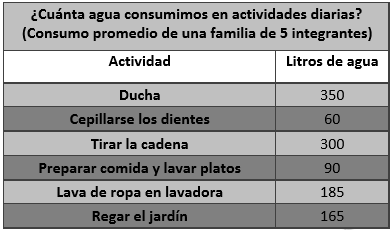 ¿Cuánta agua consumimos en actividades diarias?
(Consumo promedio de una familia de 5 integrantes)
Actividad Litros de agua
Ducha 350
Cepillarse los dientes 60
Tirar la cadena 300
Preparar comida y lavar platos 90
Lava de ropa en lavadora 185
Regar el jardín 165